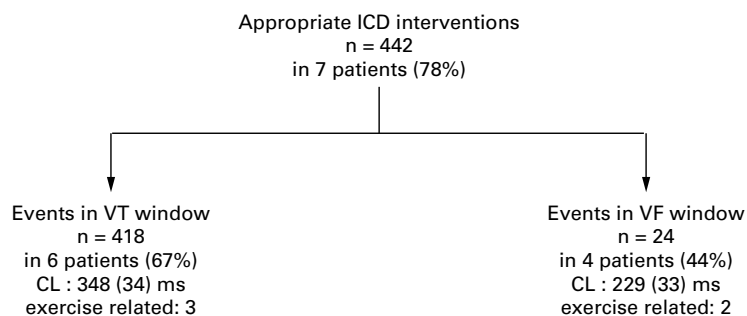 Appropriate ICD interventions
n = 442
in 7 patients (78%)
Events in VT window
n = 418
in 6 patients (67%)
CL : 348 (34) ms
exercise related: 3
Events in VF window
n = 24
in 4 patients (44%)
CL : 229 (33) ms
exercise related: 2